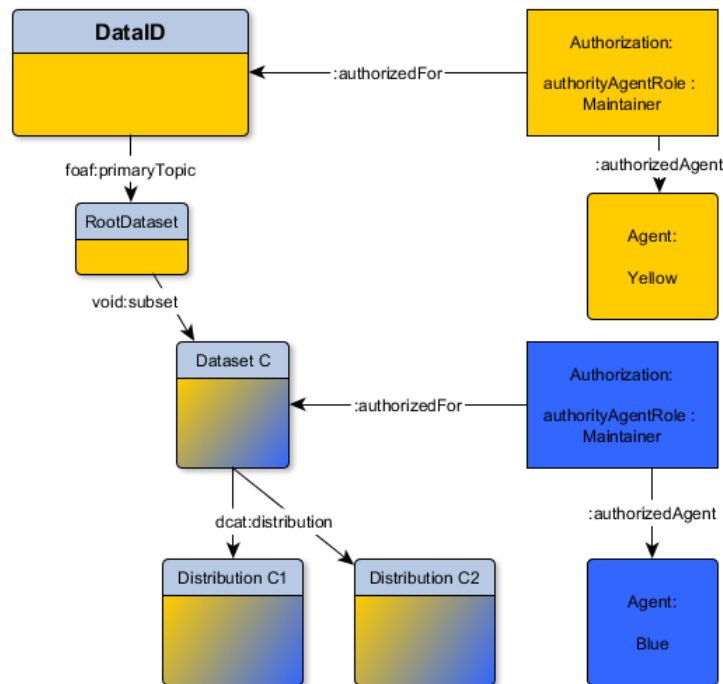 DataID
:authorizedFor
Authorization:
authorityAgentRole :
Maintainer
foaf:primaryTopic
:authorizedAgent
RootDataset
Agent:
Yellow
void:subset
Dataset C
:authorizedFor
Authorization:
authorityAgentRole :
Maintainer
:authorizedAgent
dcat:distribution
Distribution C1
Distribution C2
Agent:
Blue